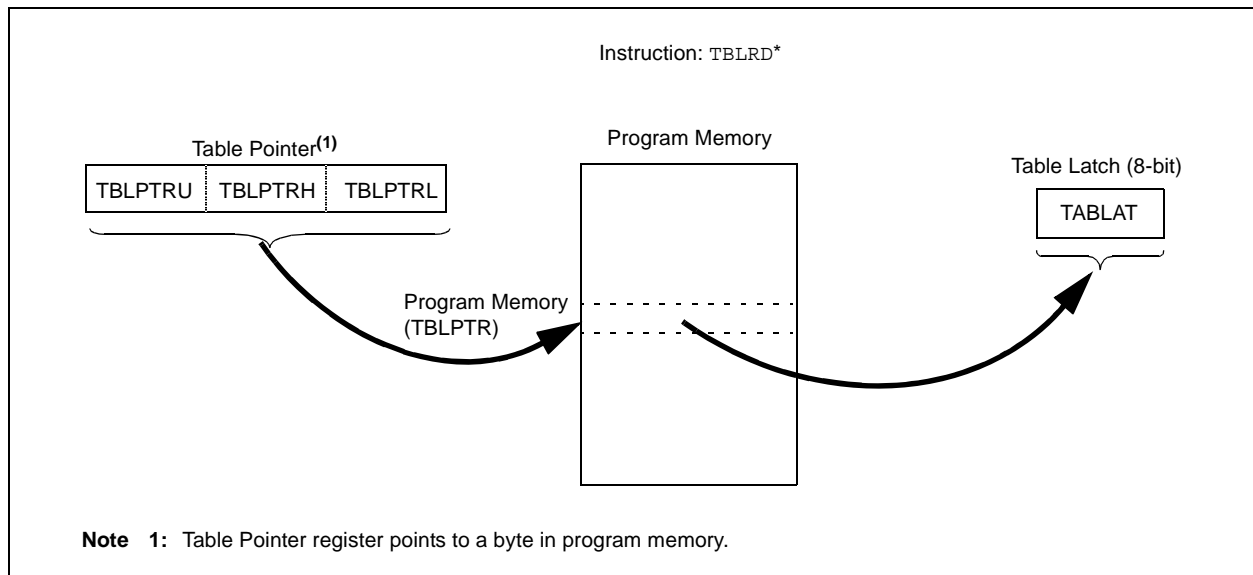 Instruction: TBLRD*
Table Pointer(1)
TBLPTRU TBLPTRH TBLPTRL
Program Memory
(TBLPTR)
Program Memory
Table Latch (8-bit)
TABLAT
Note 1: Table Pointer register points to a byte in program memory.